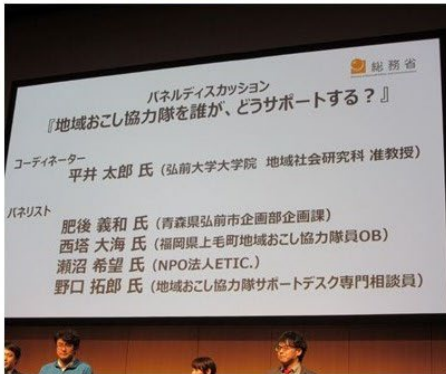 総務省
パネルディスカッション
『地域おこし協力隊を誰が、どうサポートする？』
コーディネーター
平井 太郎 氏（弘前大学大学院 地域社会研究科 准教授）
パネリスト
肥後 義和 氏（青森県弘前市企画部企画課）
西塔 大海 氏（福岡県上毛町地域おこし協力隊員OB）
瀬沼 希望 氏（NPO法人ETIC.）
野口 拓郎 氏（地域おこし協力隊サポートデスク専門相談員）